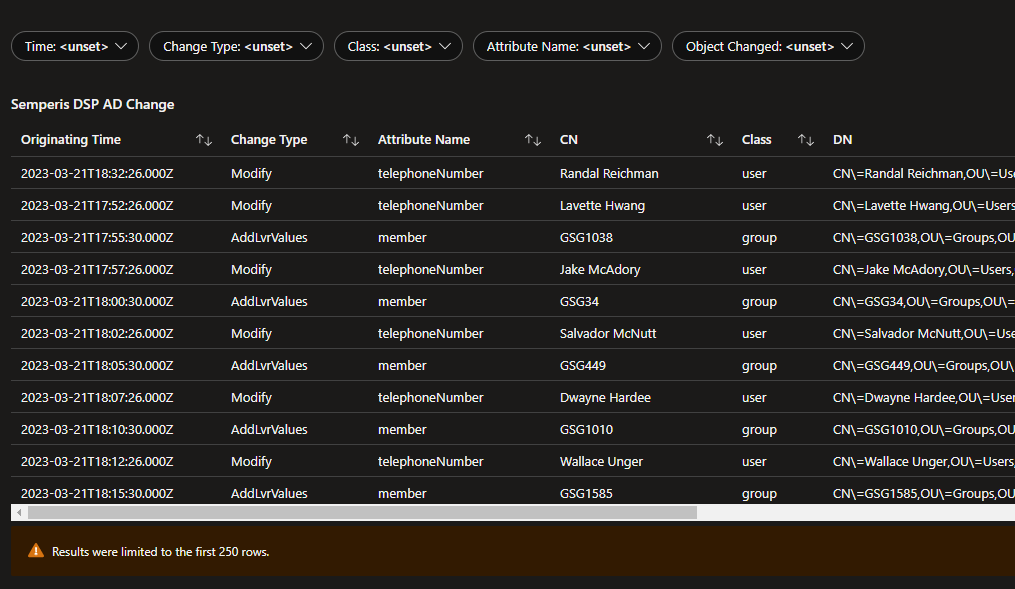 Time: <unset> Change Type: <unset> Class: <unset> Attribute Name: <unset> Object Changed: <unset>
Semperis DSP AD Change
Originating Time Change Type Attribute Name CN Class DN
2023-03-21T18:32:26.000Z Modify telephoneNumber Randal Reichman user CN\=Randal Reichman,OU\=Use
2023-03-21T17:52:26.000Z Modify telephoneNumber Lavette Hwang user CN\=Lavette Hwang,OU\=Users
2023-03-21T17:55:30.000Z AddLvrValues member GSG1038 group CN\=GSG1038,OU\=Groups,OU
2023-03-21T17:57:26.000Z Modify telephoneNumber Jake McAdory user CN\=Jake McAdory,OU\=Users,
2023-03-21T18:00:30.000Z AddLvrValues member GSG34 group CN\=GSG34,OU\=Groups,OU\=
2023-03-21T18:02:26.000Z Modify telephoneNumber Salvador McNutt user CN\=Salvador McNutt,OU\=Use
2023-03-21T18:05:30.000Z AddLvrValues member GSG449 group CN\=GSG449,OU\=Groups,OU\
2023-03-21T18:07:26.000Z Modify telephoneNumber Dwayne Hardee user CN\=Dwayne Hardee,OU\=User
2023-03-21T18:10:30.000Z AddLvrValues member GSG1010 group CN\=GSG1010,OU\=Groups,OU
2023-03-21T18:12:26.000Z Modify telephoneNumber Wallace Unger user CN\=Wallace Unger,OU\=Users,
2023-03-21T18:15:30.000Z AddLvrValues member GSG1585 group CN\=GSG1585,OU\=Groups,OU
Results were limited to the first 250 rows.